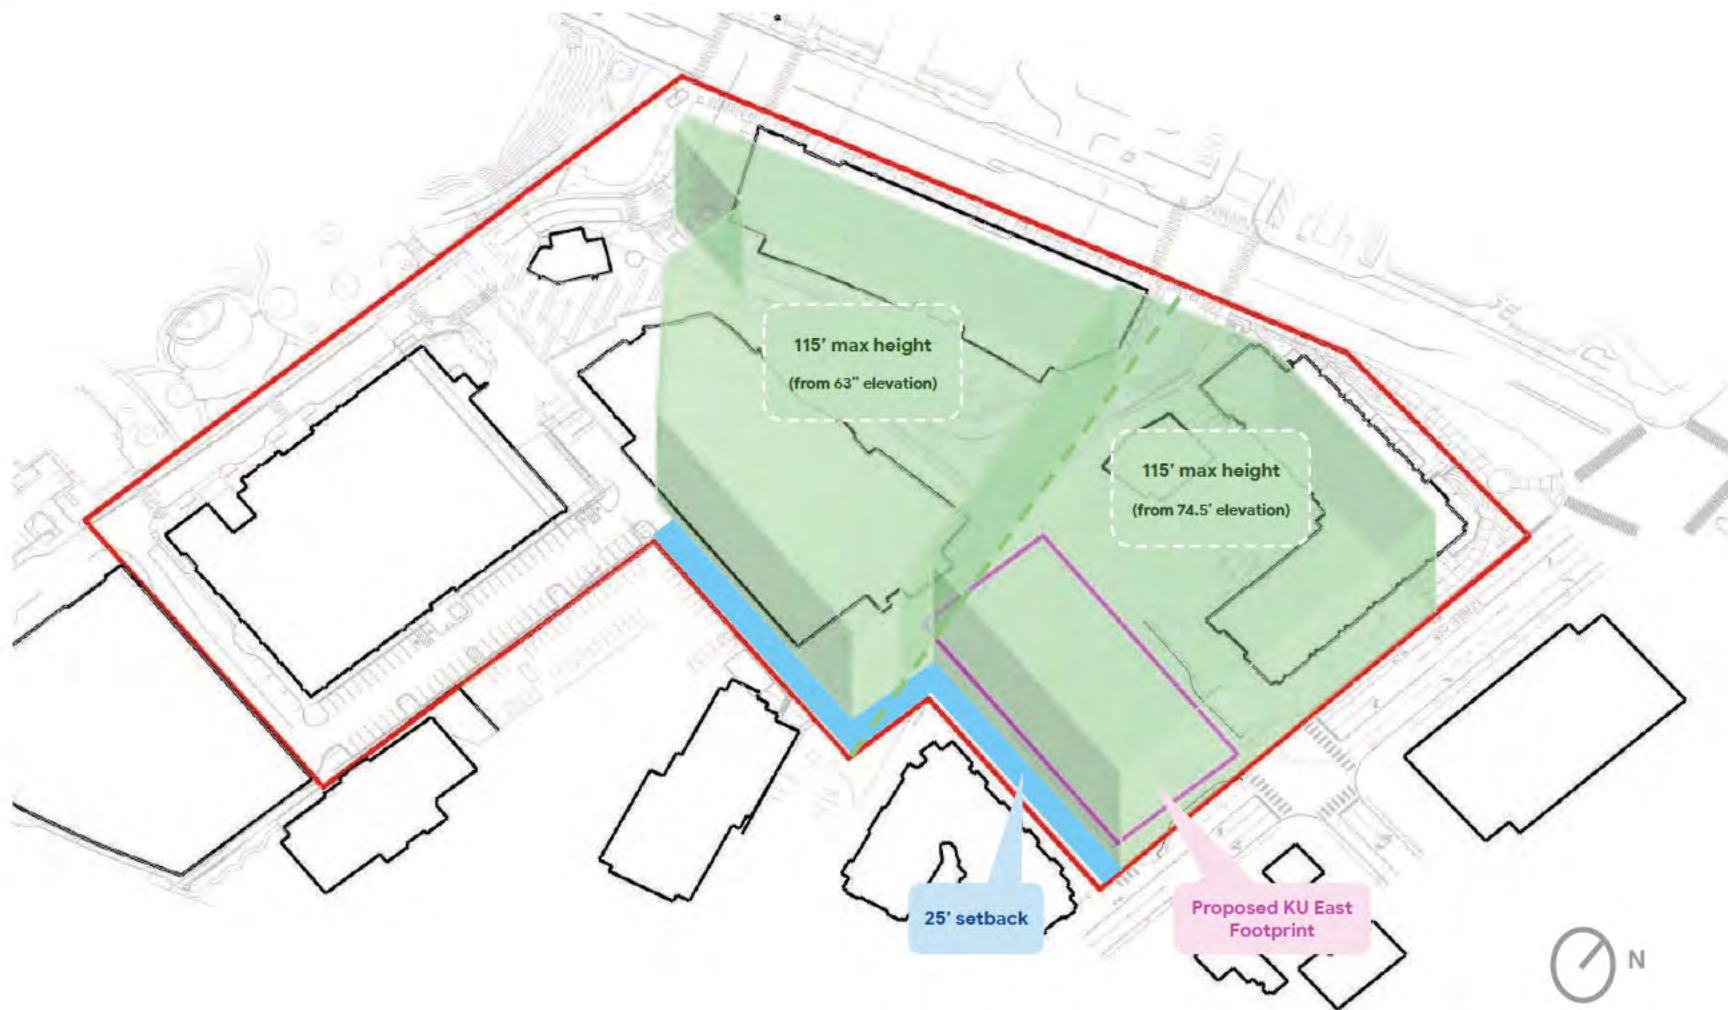 115’ max height
(from 63” elevation)
115’ max height
(from 74.5’ elevation)
25’ setback
Proposed KU East
Footprint
N